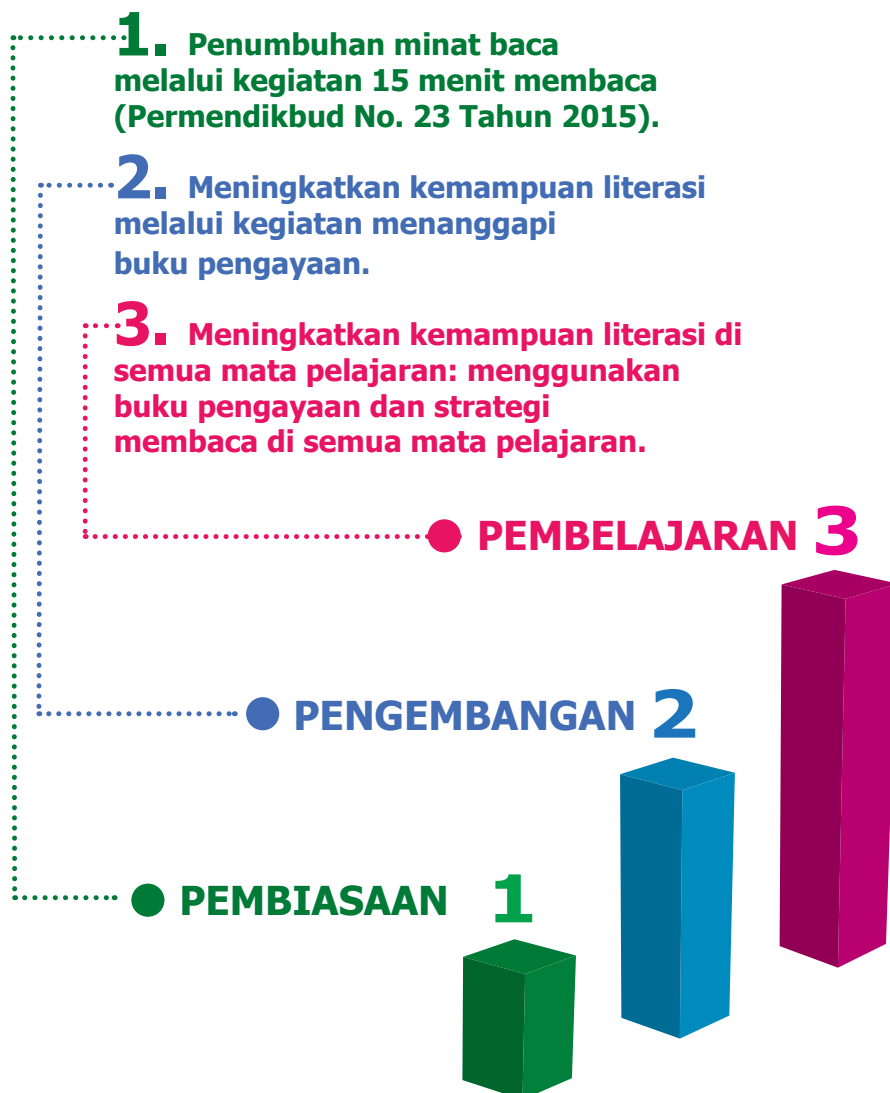 1. Penumbuhan minat baca
melalui kegiatan 15 menit membaca
(Permendikbud No. 23 Tahun 2015).
2. Meningkatkan kemampuan literasi
melalui kegiatan menanggapi
buku pengayaan.
3. Meningkatkan kemampuan literasi di
semua mata pelajaran: menggunakan
buku pengayaan dan strategi
membaca di semua mata pelajaran.
PEMBELAJARAN 3
PENGEMBANGAN 2
PEMBIASAAN 1